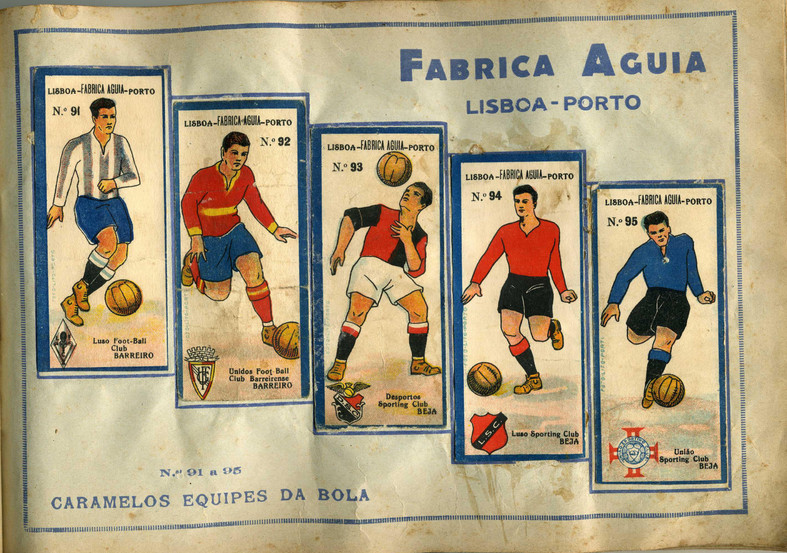 FABRICA AGUIA
LISBOA-PORTO
LISBOA-FABRICA AGUIA-PORTO
N.º 91
Luso Foot-Ball
Club
BARREIRO
LISBOA-FABRICA-AGUIA-PORTO
N.º 92
Unidos Foot-Ball
Club Barreirense
BARREIRO
LISBOA-FABRICA AGUIA-PORTO
N.º 93
D.S.C.
Desportos
Sporting Club
BEJA
LISBOA-FABRICA AGUIA-PORTO
N.º 94
L.S.C.
Luso Sporting Club
BEJA
LISBOA-FABRICA AGUIA-PORTO
N.º 95
União
Sporting Club
BEJA
N.os 91 a 95
CARAMELOS EQUIPES DA BOLA